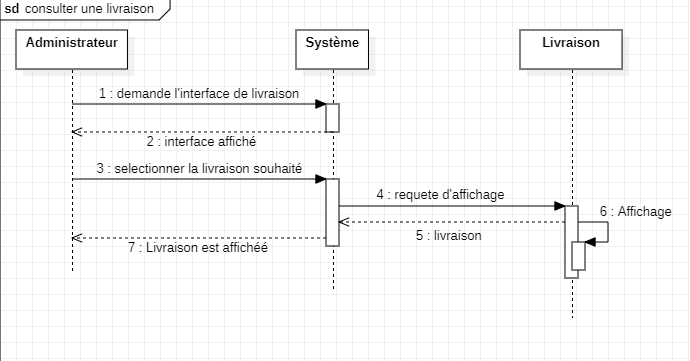 sd consulter une livraison
Administrateur
Système
Livraison
1 : demande l'interface de livraison
2 : interface affiché
3 : selectionner la livraison souhaité
4 : requete d'affichage
6 : Affichage
5 : livraison
7 : Livraison est affichéé